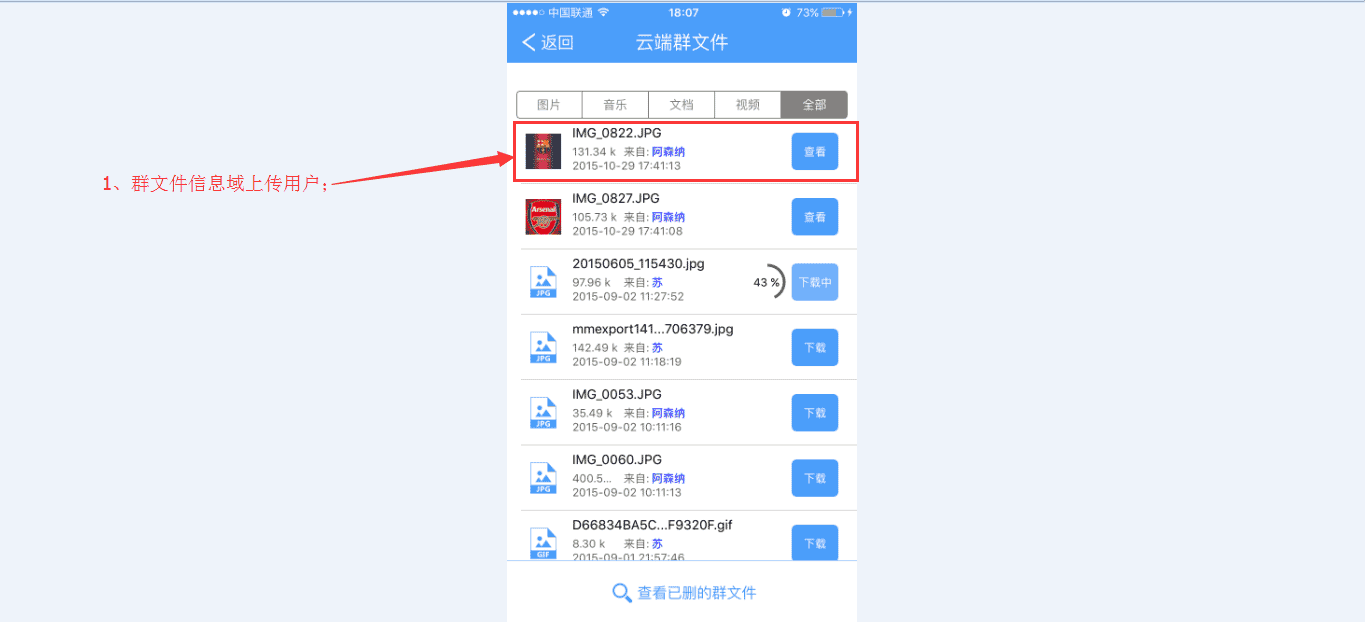 中国联通 18:07 73%
返回 云端群文件
图片 音乐 文档 视频 全部
IMG_0822.JPG
131.34 k 来自: 阿森纳
2015-10-29 17:41:13
查看
1、群文件信息域上传用户;
Arsenal
IMG_0827.JPG
105.73 k 来自: 阿森纳
2015-10-29 17:41:08
查看
JPG
20150605_115430.jpg
97.96 k 来自: 苏
2015-09-02 11:27:52
43 %
下载中
JPG
mmexport141...706379.jpg
142.49 k 来自: 苏
2015-09-02 11:18:19
下载
JPG
IMG_0053.JPG
35.49 k 来自: 阿森纳
2015-09-02 10:11:16
下载
JPG
IMG_0060.JPG
400.5... 来自: 阿森纳
2015-09-02 10:11:13
下载
GIF
D66834BA5C...F9320F.gif
8.30 k 来自: 苏
2015-09-01 21:57:46
下载
查看已删的群文件